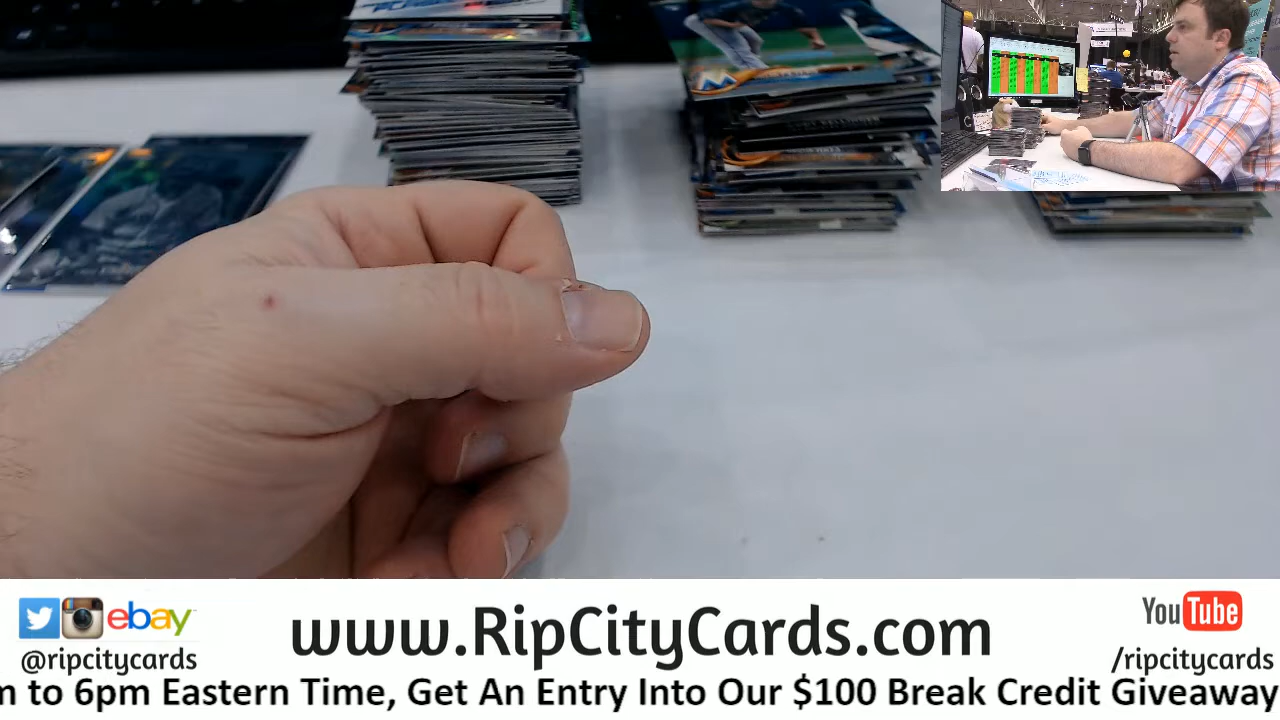 ebay
@ripcitycards
www.RipCityCards.com
YouTube
/ripcitycards
m to 6pm Eastern Time, Get An Entry Into Our $100 Break Credit Giveaway